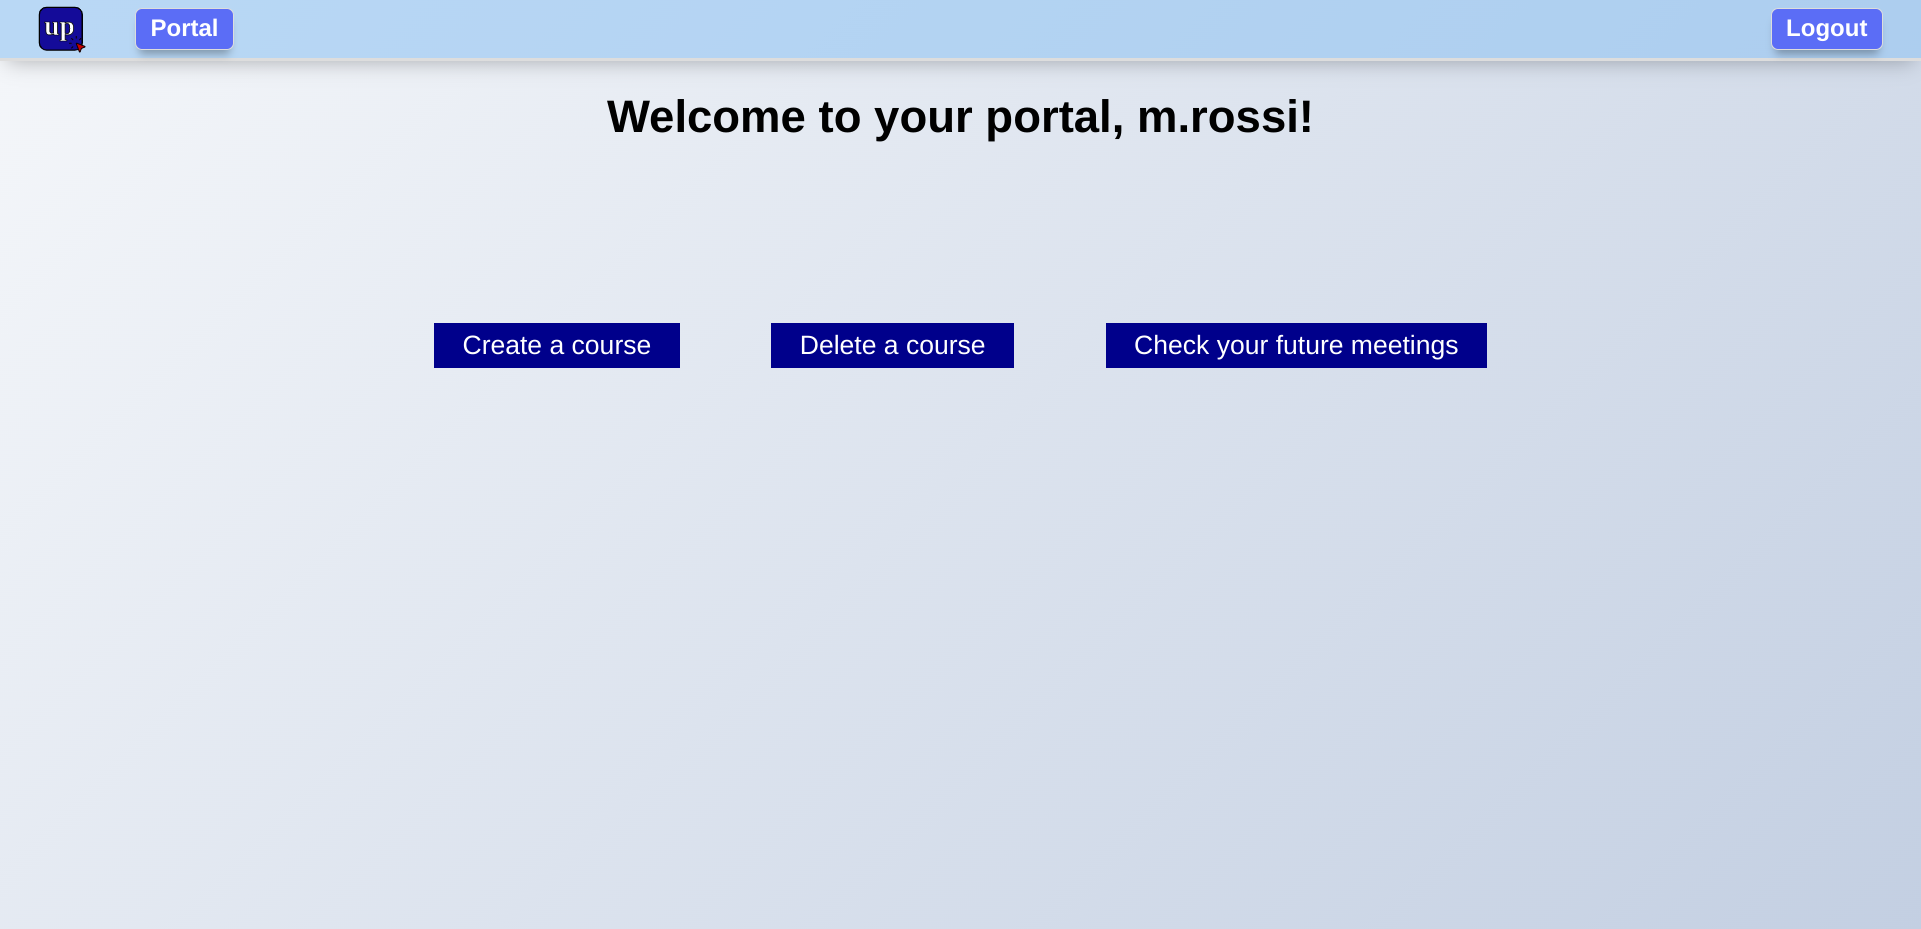 up Portal Logout
Welcome to your portal, m.rossi!
Create a course Delete a course Check your future meetings